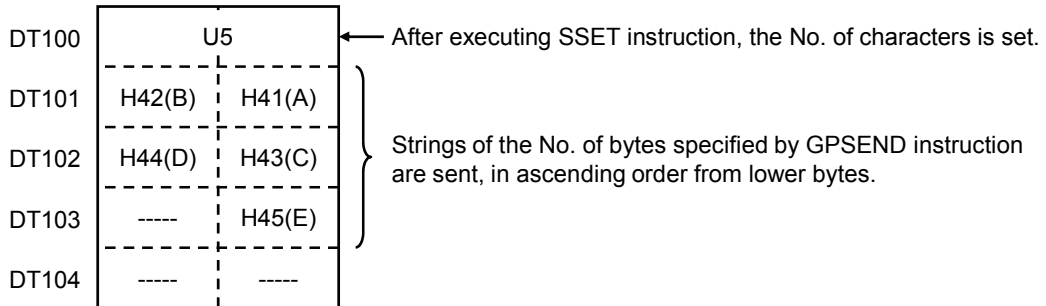 DT100 U5 After executing SSET instruction, the No. of characters is set.
DT101 H42(B) H41(A)
DT102 H44(D) H43(C)
Strings of the No. of bytes specified by GPSEND instruction
are sent, in ascending order from lower bytes.
DT103 ----- H45(E)
DT104 ----- -----